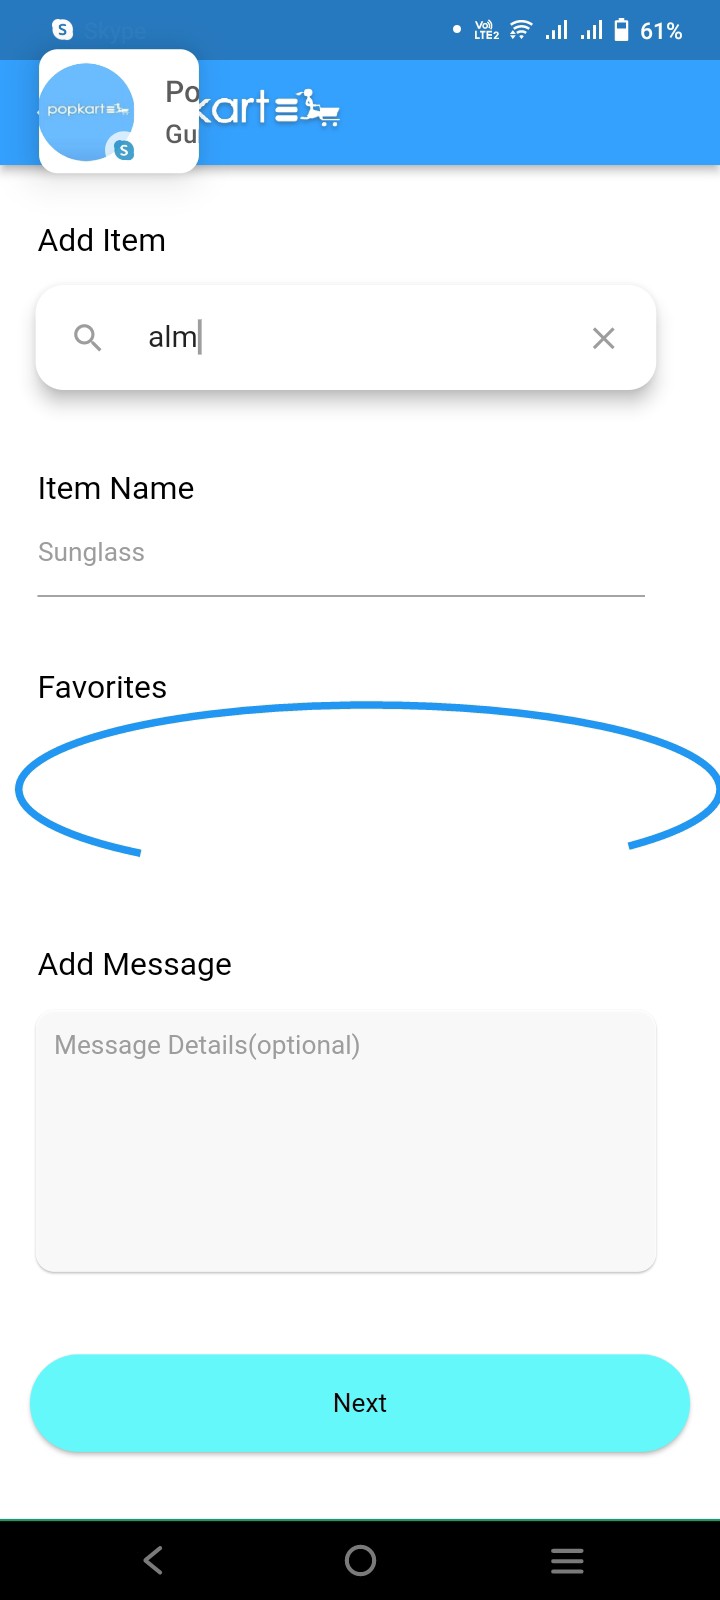 Skype
VoI) LTE2 61%
popkart
Po
Gu
kart
Add Item
alm
Item Name
Sunglass
Favorites
Add Message
Message Details(optional)
Next